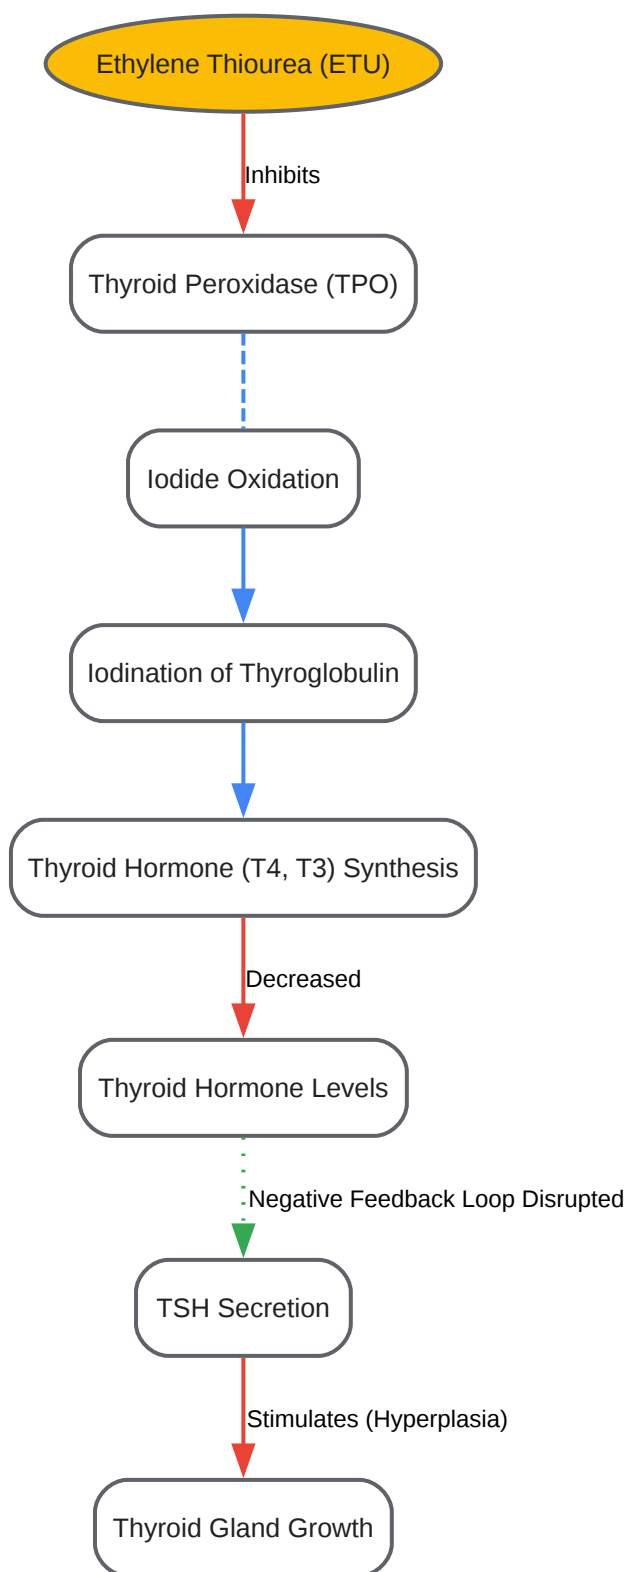 Ethylene Thiourea (ETU)
Inhibits
Thyroid Peroxidase (TPO)
Iodide Oxidation
Iodination of Thyroglobulin
Thyroid Hormone (T4, T3) Synthesis
Decreased
Thyroid Hormone Levels
Negative Feedback Loop Disrupted
TSH Secretion
Stimulates (Hyperplasia)
Thyroid Gland Growth